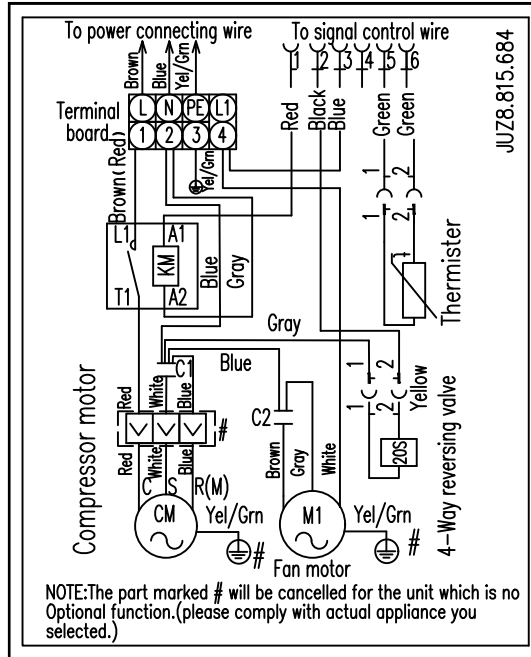 To power connecting wire
To signal control wire
JUZ8.815.684
Brown
Blue
Yel/Grn
1
2
3
4
5
6
Red
Black
Blue
Green
Green
Terminal
board
L
N
PE
L1
1
2
3
4
Yel/Grn
Brown(Red)
1
2
1
2
L1
A1
KM
T1
A2
Blue
Gray
Thermister
Gray
Blue
C1
1
2
1
2
Yellow
20S
4-Way reversing valve
Compressor motor
Red
White
Blue
#
Red
White
Blue
C
S
R(M)
C2
Brown
Gray
White
CM
Yel/Grn
#
M1
Yel/Grn
#
Fan motor
NOTE:The part marked # will be cancelled for the unit which is no
Optional function.(please comply with actual appliance you
selected.)